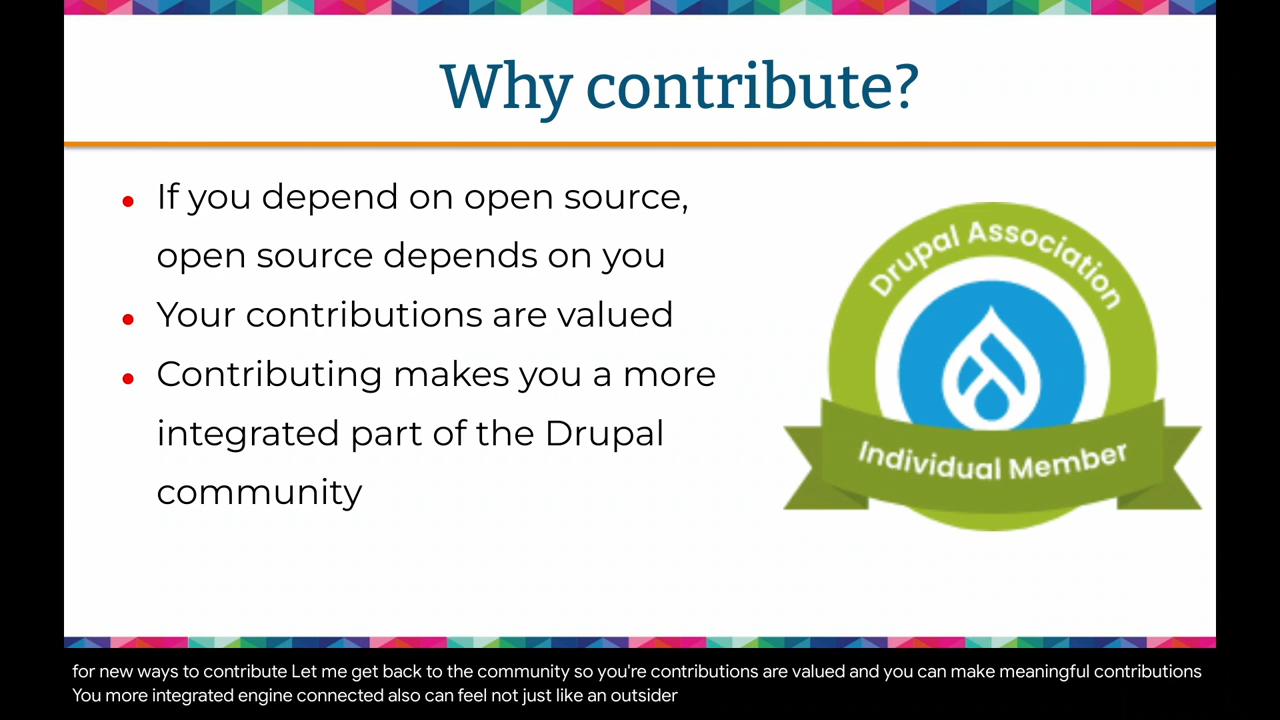 Why contribute?
If you depend on open source,
open source depends on you
Your contributions are valued
Contributing makes you a more
integrated part of the Drupal
community
Drupal Association
Individual Member
for new ways to contribute Let me get back to the community so you're contributions are valued and you can make meaningful contributions
You more integrated engine connected also can feel not just like an outsider